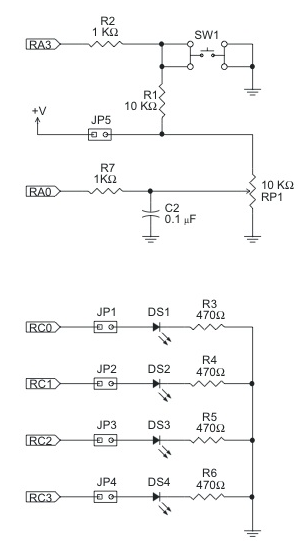 R2
1 KΩ
RA3
SW1
R1
10 KΩ
+V
JP5
R7
1KΩ
RA0
10 KΩ
RP1
C2
0.1 μF
JP1 DS1 R3
470Ω
RC0
JP2 DS2 R4
470Ω
RC1
JP3 DS3 R5
470Ω
RC2
JP4 DS4 R6
470Ω
RC3